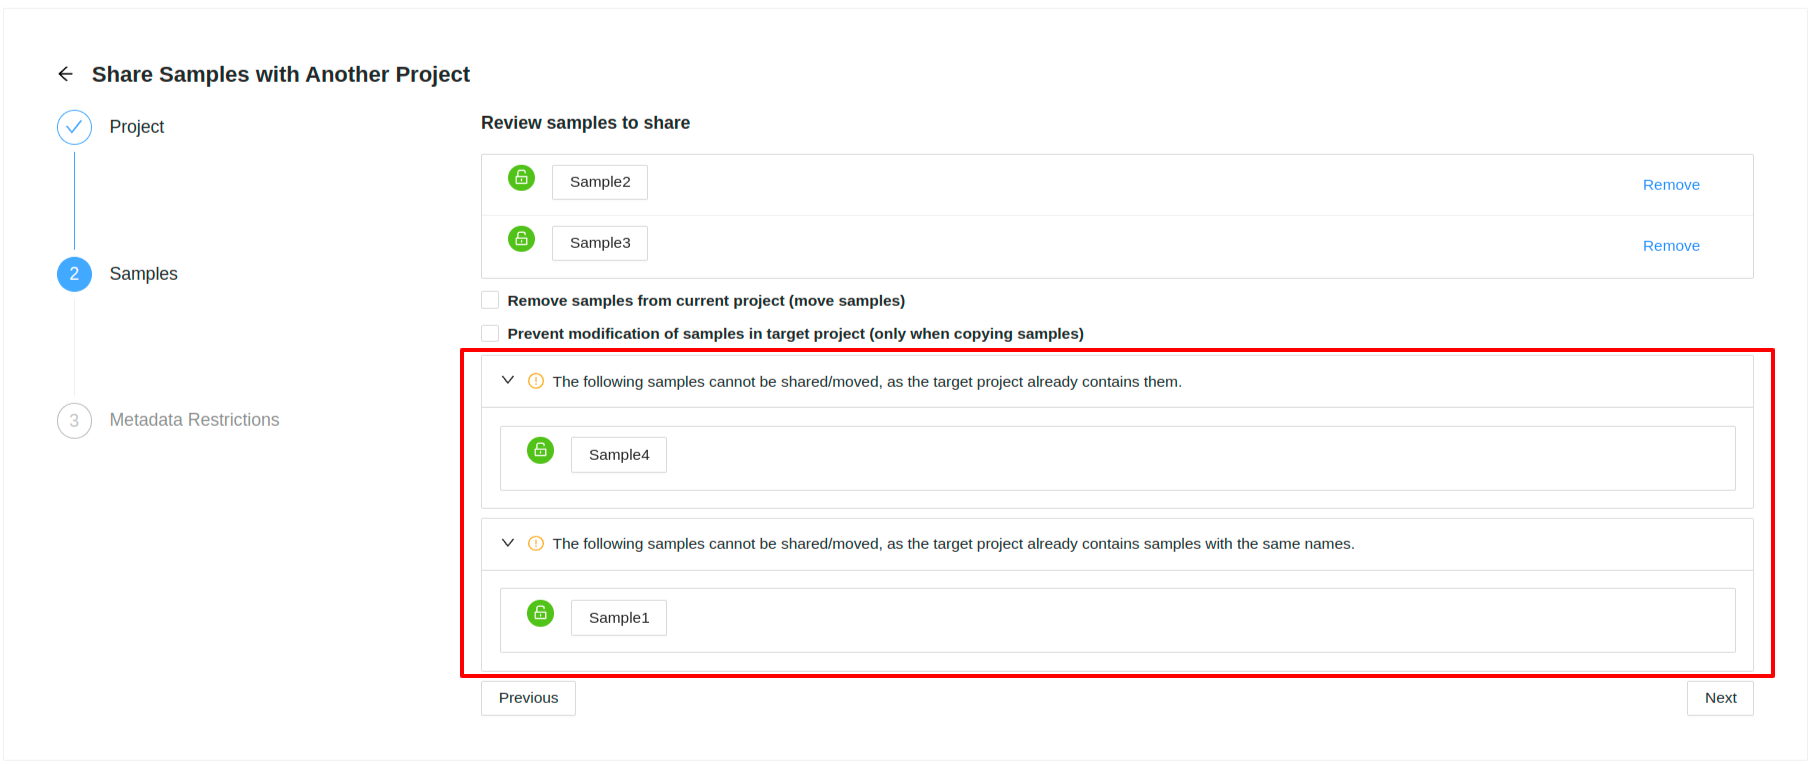 Share Samples with Another Project
Project
2
Samples
3
Metadata Restrictions
Review samples to share
Sample2
Remove
Sample3
Remove
Remove samples from current project (move samples)
Prevent modification of samples in target project (only when copying samples)
The following samples cannot be shared/moved, as the target project already contains them.
Sample4
The following samples cannot be shared/moved, as the target project already contains samples with the same names.
Sample1
Previous
Next